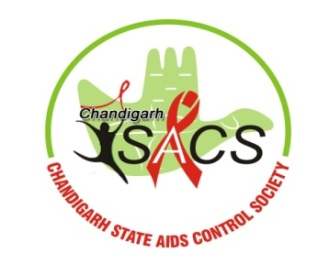 Chandigarh
SACS
CHANDIGARH STATE AIDS CONTROL SOCIETY